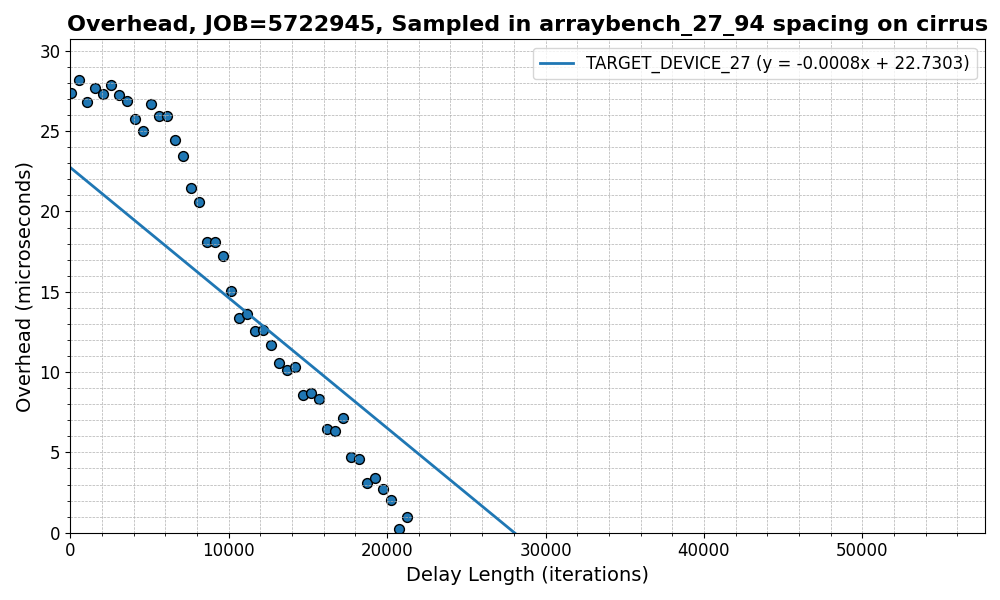 Overhead, JOB=5722945, Sampled in arraybench_27_94 spacing on cirrus
TARGET_DEVICE_27 (y = -0.0008x + 22.7303)
Overhead (microseconds)
30
25
20
15
10
5
0
0 10000 20000 30000 40000 50000
Delay Length (iterations)